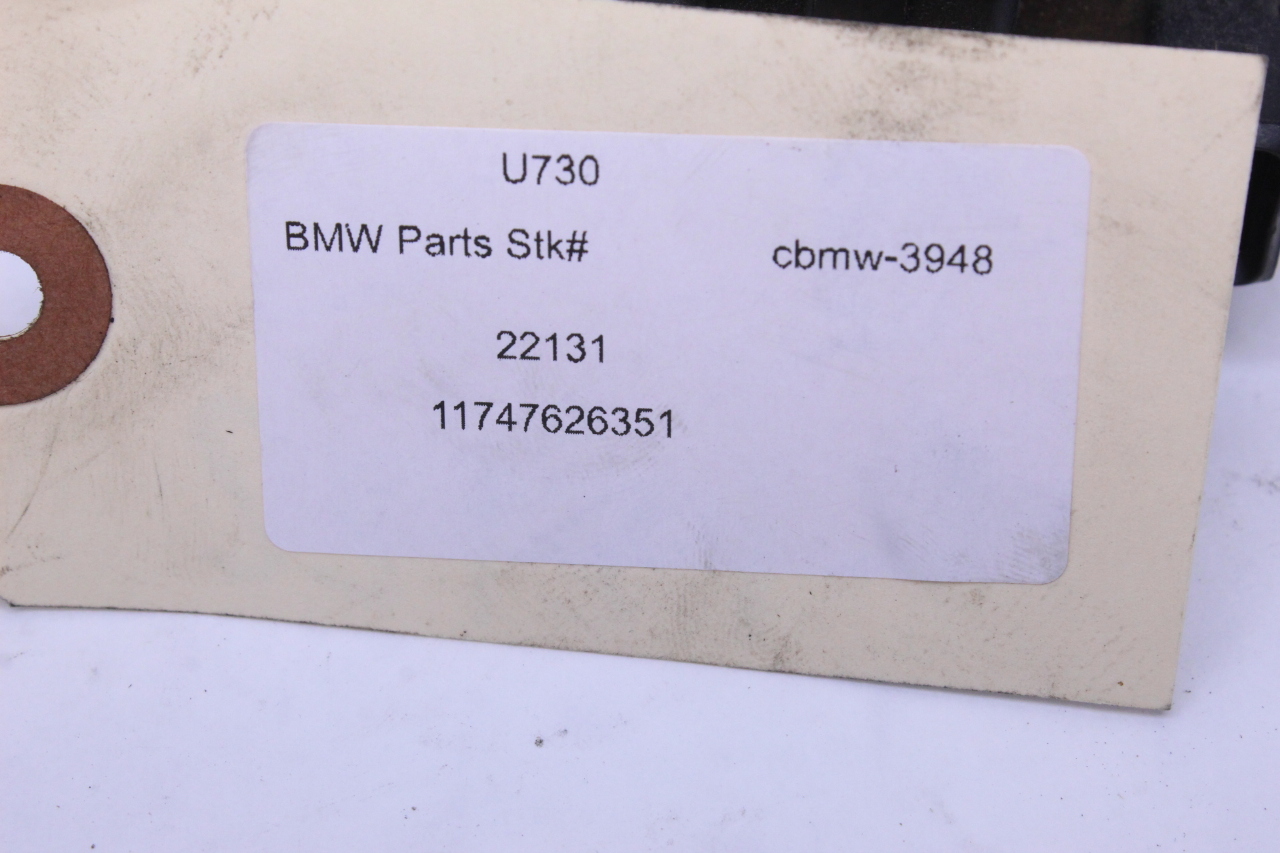 U730
BMW Parts Stk# cbmw-3948
22131
11747626351